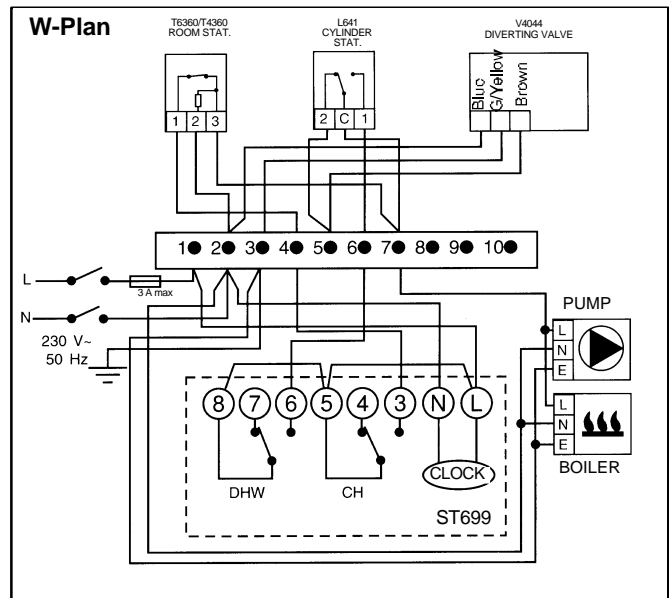 W-Plan
T6360/T4360
ROOM STAT.
L641
CYLINDER
STAT.
V4044
DIVERTING VALVE
Blue
G/Yellow
Brown
1 2 3
2 C 1
1 2 3 4 5 6 7 8 9 10
L
3 A max
N
230 V~
50 Hz
PUMP
L
N
E
8 7 6 5 4 3 N L
L
N
E
BOILER
CLOCK
DHW
CH
ST699